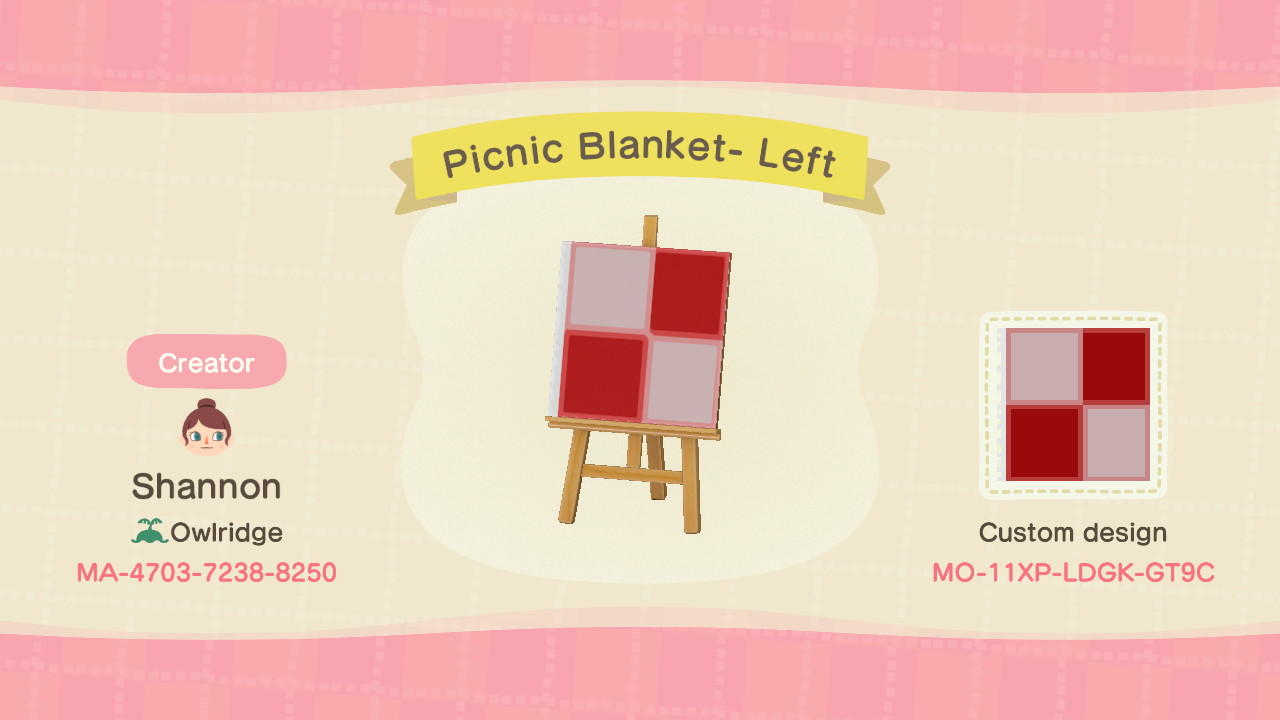 Picnic Blanket- Left
Creator
Shannon
Owlridge
MA-4703-7238-8250
Custom design
MO-11XP-LDGK-GT9C